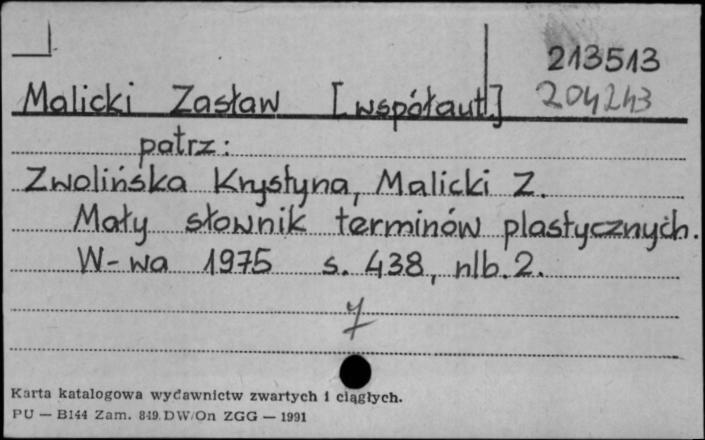 213513
Malicki Zasław [współaut.] 204243
patrz:
Zwolińska Krystyna, Malicki Z.
Mały słownik terminów plastycznych.
W-wa 1975 s. 438, nlb. 2.
7
Karta katalogowa wydawnictw zwartych i ciągłych.
PU — B144 Zam. 849. DW/On ZGG — 1991